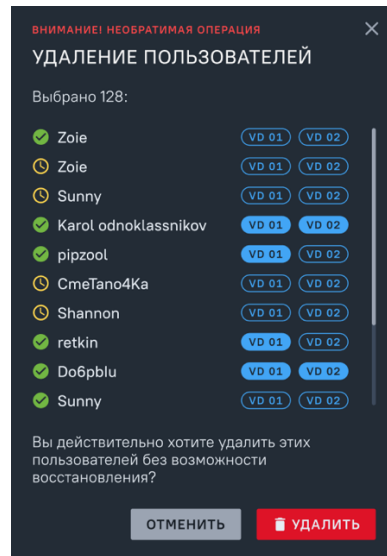 ВНИМАНИЕ! НЕОБРАТИМАЯ ОПЕРАЦИЯ
УДАЛЕНИЕ ПОЛЬЗОВАТЕЛЕЙ
Выбрано 128:
Zoie VD 01 VD 02
Zoie VD 01 VD 02
Sunny VD 01 VD 02
Karol odnoklassnikov VD 01 VD 02
pipzool VD 01 VD 02
CmeTano4Ka VD 01 VD 02
Shannon VD 01 VD 02
retkin VD 01 VD 02
Do6pblu VD 01 VD 02
Sunny VD 01 VD 02
Вы действительно хотите удалить этих
пользователей без возможности
восстановления?
ОТМЕНИТЬ УДАЛИТЬ